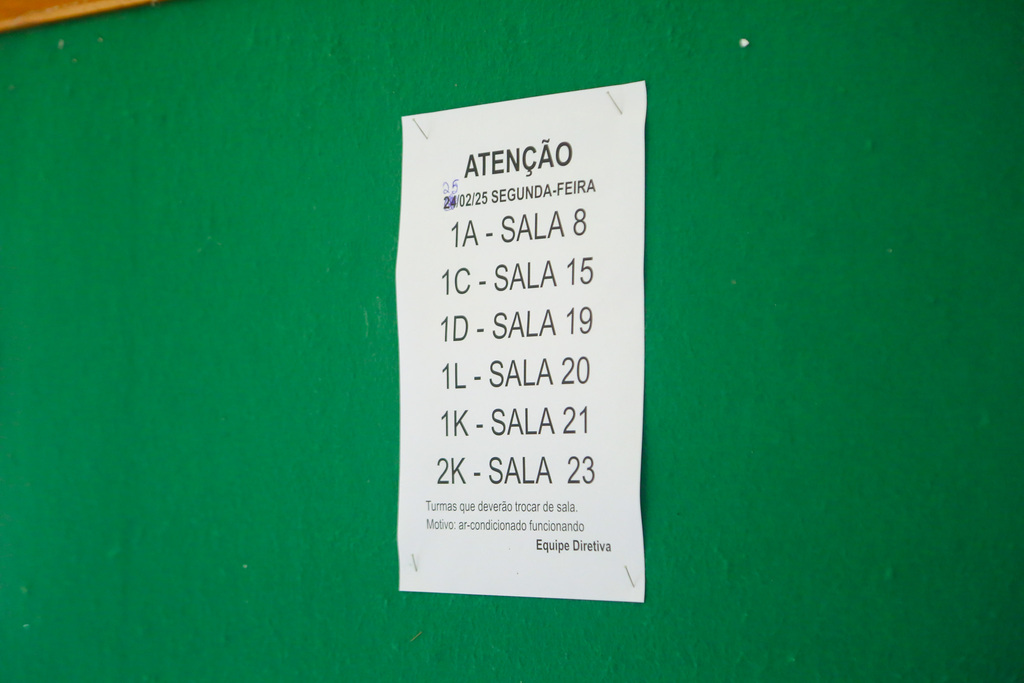 ATENÇÃO
25
24/02/25 SEGUNDA-FEIRA
1A - SALA 8
1C - SALA 15
1D - SALA 19
1L - SALA 20
1K - SALA 21
2K - SALA 23
Turmas que deverão trocar de sala.
Motivo: ar-condicionado funcionando
Equipe Diretiva